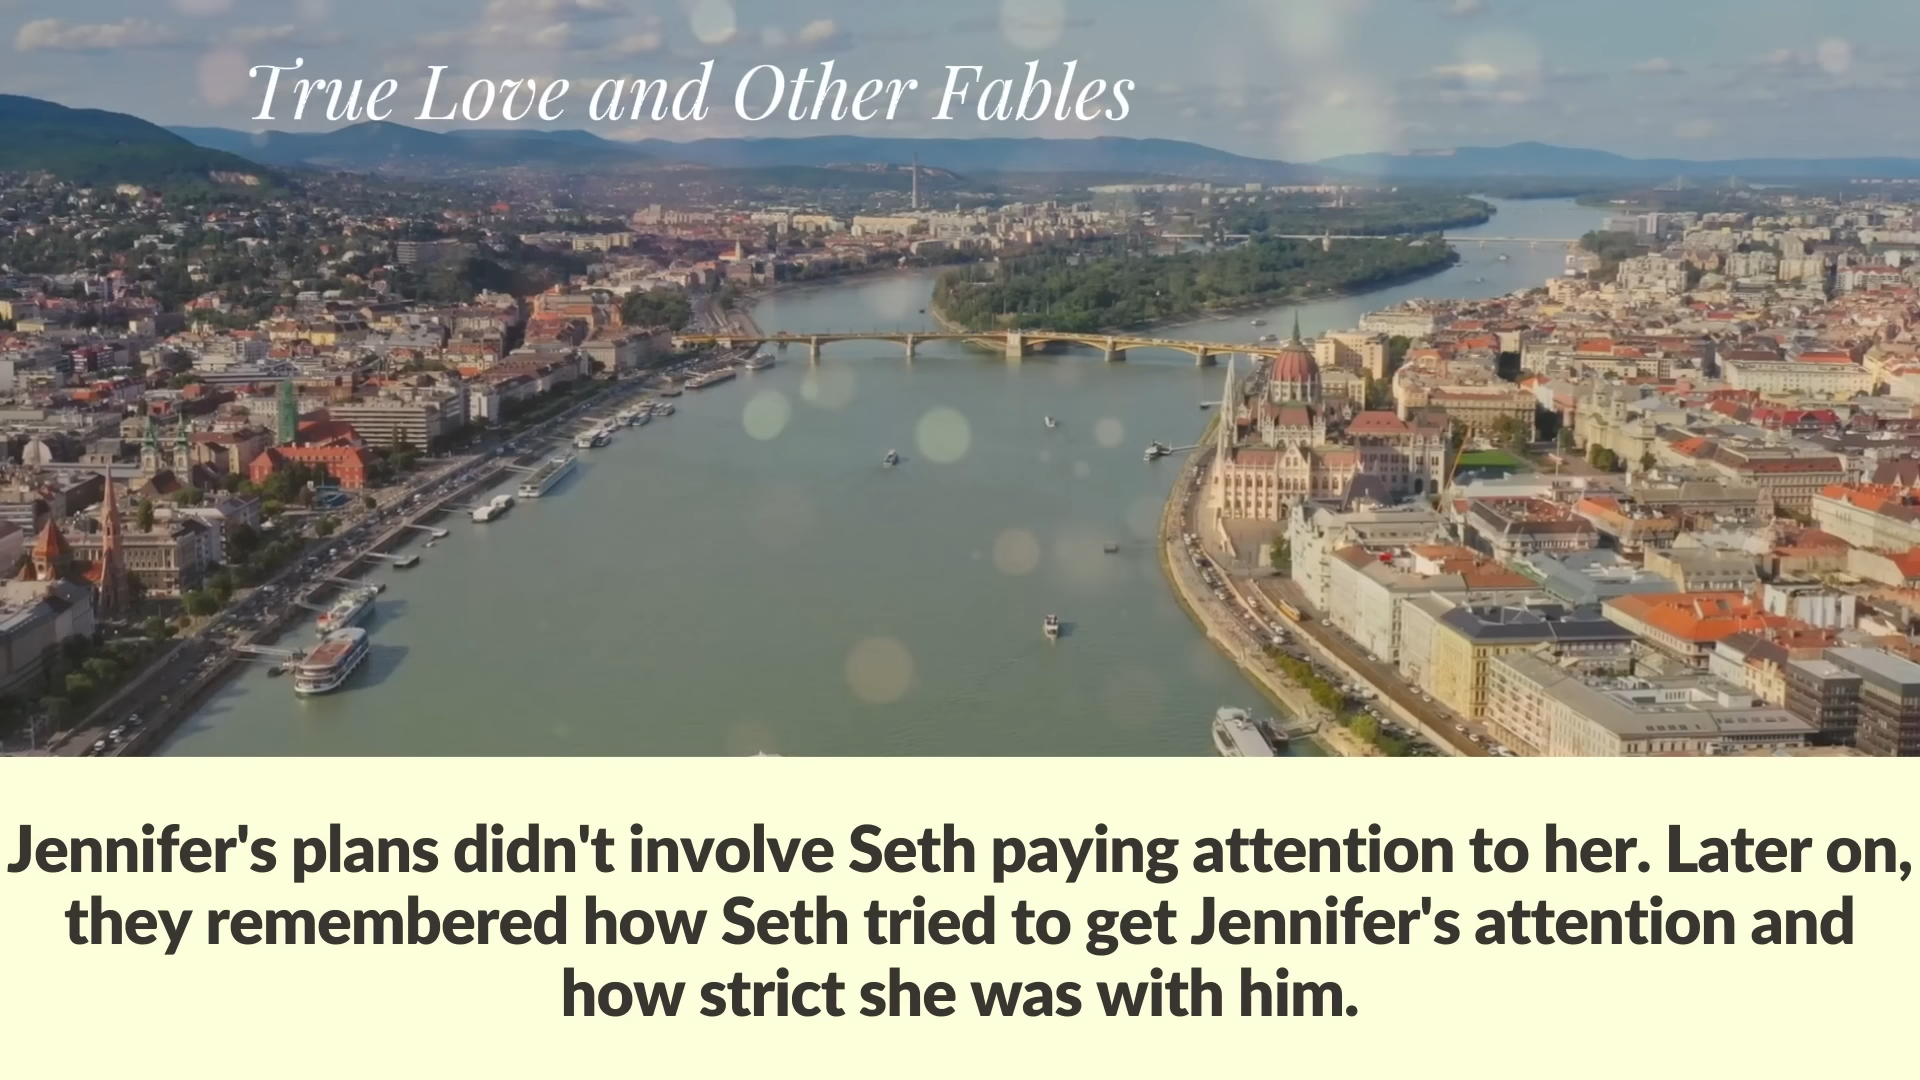 True Love and Other Fables
Jennifer's plans didn't involve Seth paying attention to her. Later on,
they remembered how Seth tried to get Jennifer's attention and
how strict she was with him.